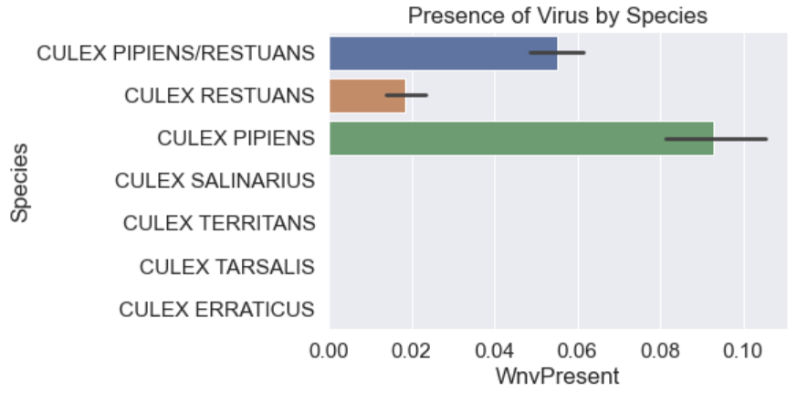 Presence of Virus by Species
Species
CULEX PIPIENS/RESTUANS
CULEX RESTUANS
CULEX PIPIENS
CULEX SALINARIUS
CULEX TERRITANS
CULEX TARSALIS
CULEX ERRATICUS
0.00 0.02 0.04 0.06 0.08 0.10
WnvPresent